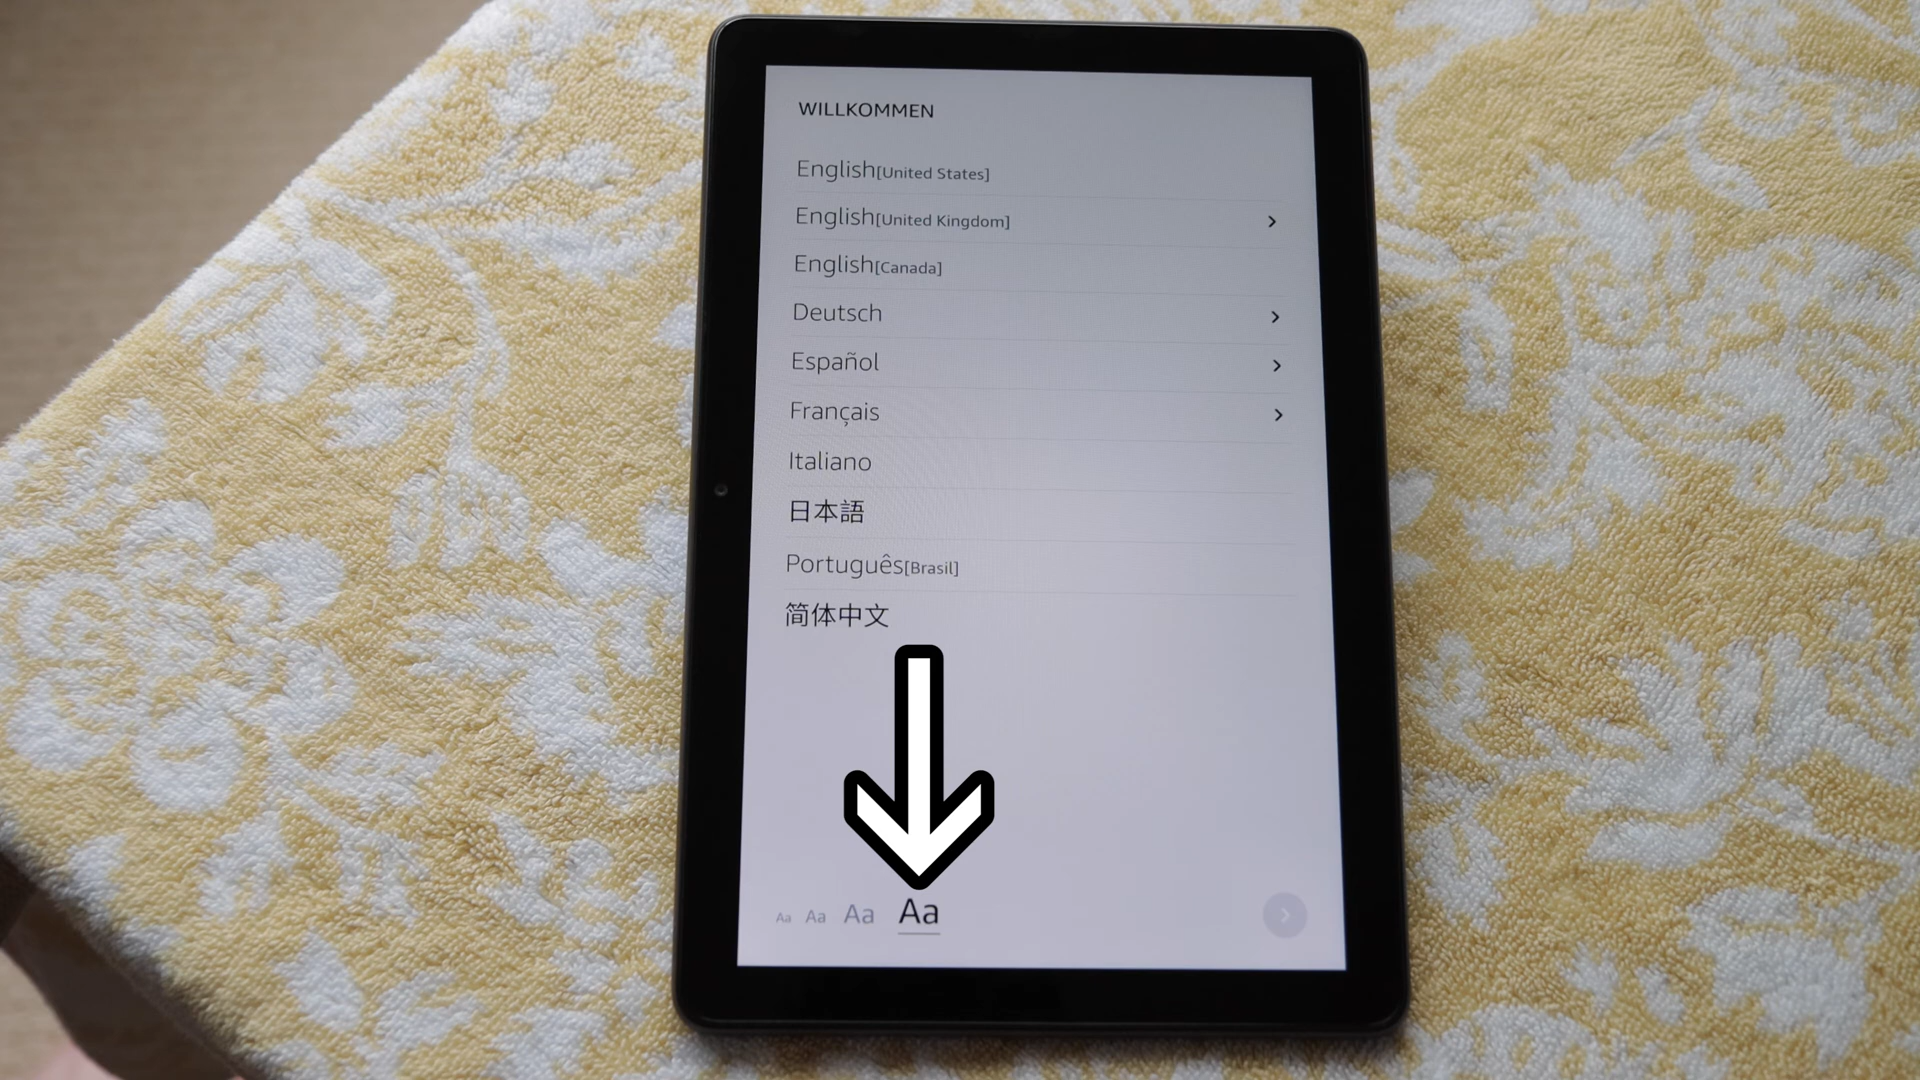 WILLKOMMEN
English[United States]
English[United Kingdom]
English[Canada]
Deutsch
Español
Français
Italiano
日本語
Português[Brasil]
简体中文
Aa Aa Aa Aa